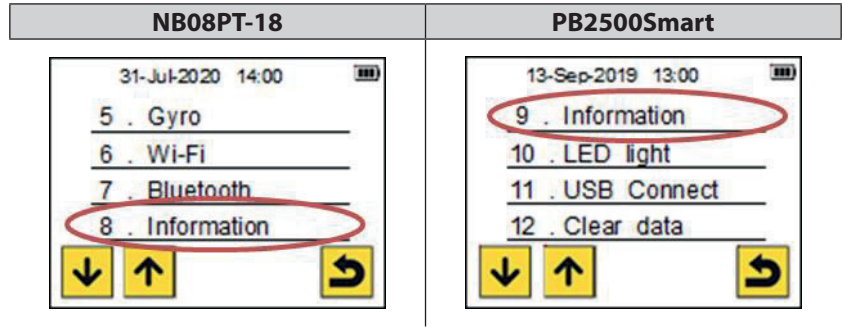 NB08PT-18 PB2500Smart
31-Jul-2020 14:00
5 . Gyro
6 . Wi-Fi
7 . Bluetooth
8 . Information
13-Sep-2019 13:00
9 . Information
10 . LED light
11 . USB Connect
12 . Clear data